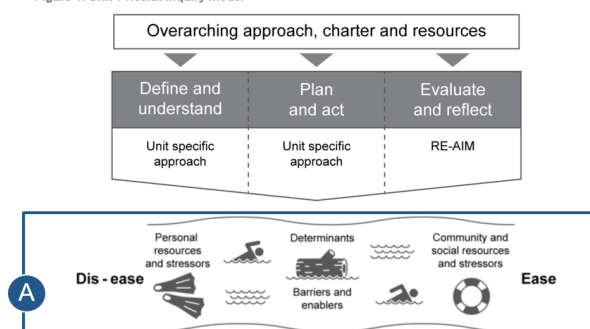 Overarching approach, charter and resources
Define and
understand
Plan
and act
Evaluate
and reflect
Unit specific
approach
Unit specific
approach
RE-AIM
A
Dis - ease
Personal
resources
and stressors
Determinants
Barriers and
enablers
Community and
social resources
and stressors
Ease